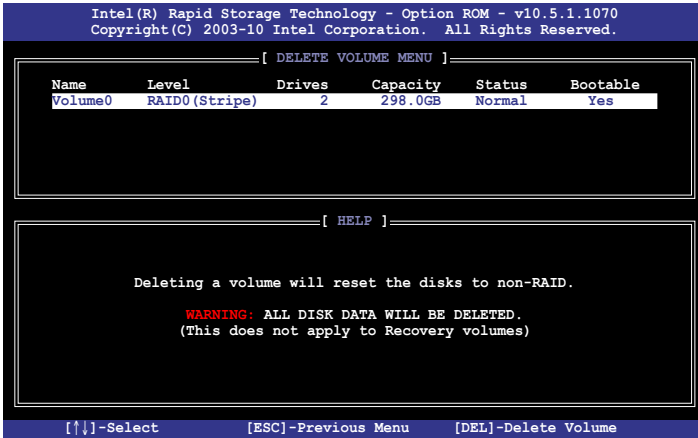 Intel(R) Rapid Storage Technology - Option ROM - v10.5.1.1070
Copyright(C) 2003-10 Intel Corporation.  All Rights Reserved.
[ DELETE VOLUME MENU ]
Name Level Drives Capacity Status Bootable
Volume0 RAID0(Stripe) 2 298.0GB Normal Yes
[ HELP ]
Deleting a volume will reset the disks to non-RAID.
WARNING: ALL DISK DATA WILL BE DELETED.
(This does not apply to Recovery volumes)
[↑↓]-Select [ESC]-Previous Menu [DEL]-Delete Volume